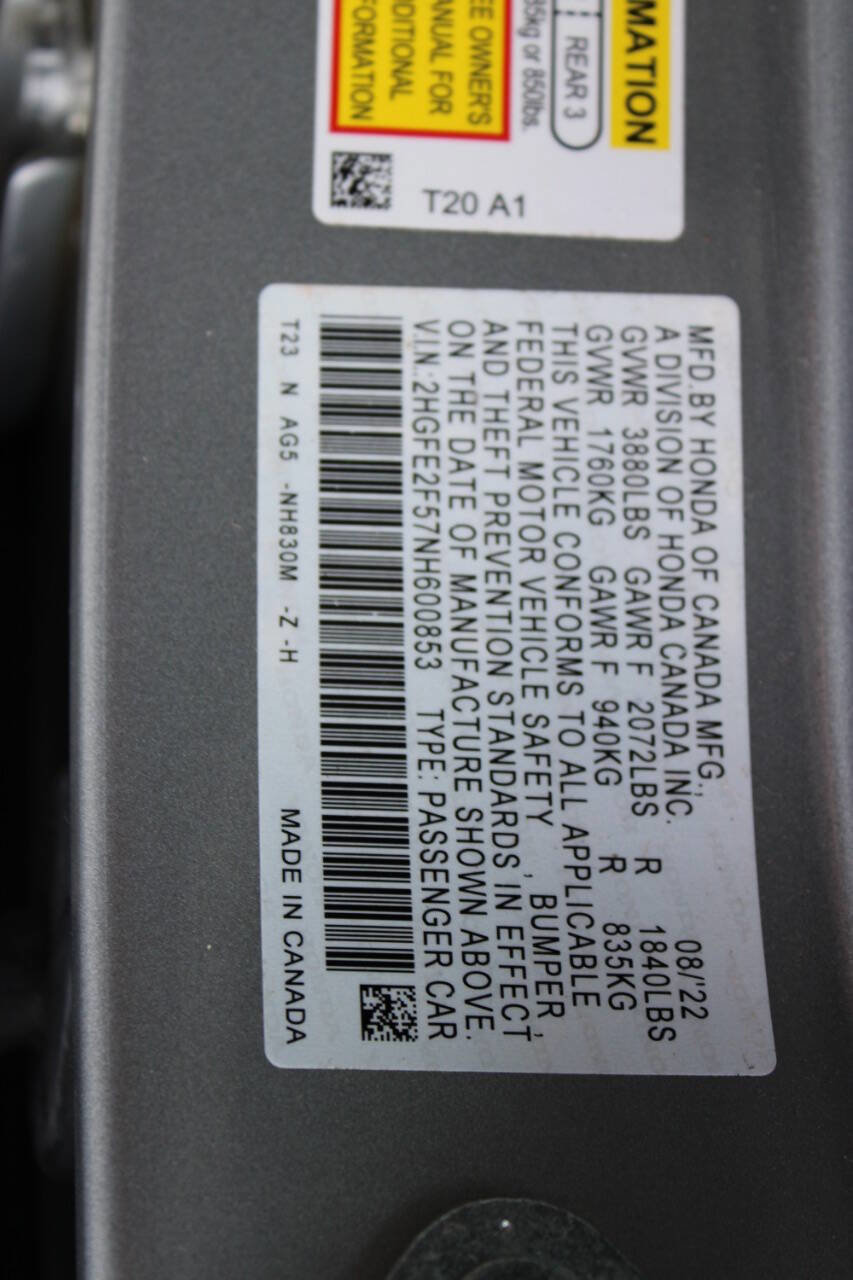 MATION
REAR 3
85kg or 850lbs.
EE OWNER'S
ANUAL FOR
DITIONAL
FORMATION
T20 A1
MFD.BY HONDA OF CANADA MFG., 08/'22
A DIVISION OF HONDA CANADA INC.
GVWR 3880LBS GAWR F 2072LBS R 1840LBS
GVWR 1760KG GAWR F 940KG R 835KG
THIS VEHICLE CONFORMS TO ALL APPLICABLE
FEDERAL MOTOR VEHICLE SAFETY , BUMPER ,
AND THEFT PREVENTION STANDARDS IN EFFECT
ON THE DATE OF MANUFACTURE SHOWN ABOVE.
V.I.N.:2HGFE2F57NH600853 TYPE: PASSENGER CAR
T23 N AG5 -NH830M -Z -H MADE IN CANADA